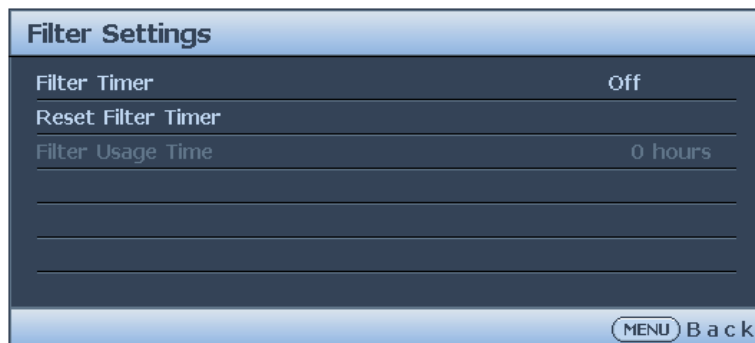 Filter Settings
Filter Timer Off
Reset Filter Timer
Filter Usage Time 0 hours
MENU Back